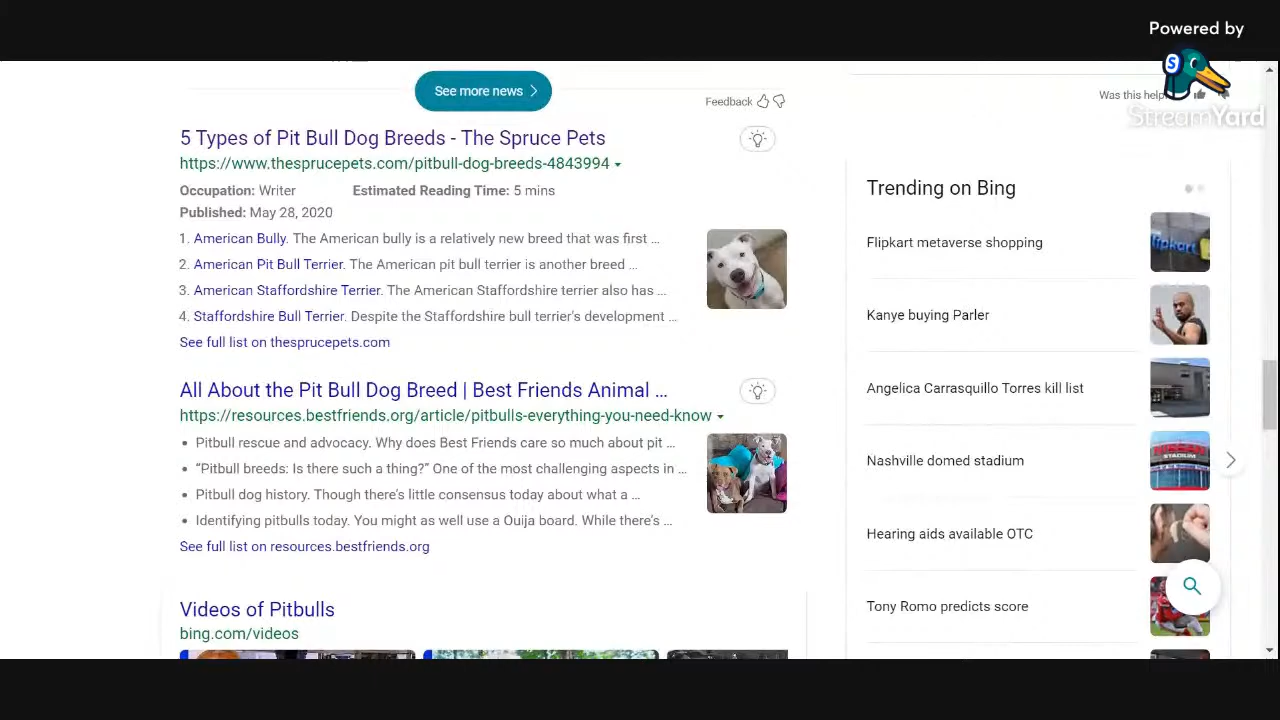 Powered by
StreamYard
See more news
Feedback
Was this help
5 Types of Pit Bull Dog Breeds - The Spruce Pets
https://www.thesprucepets.com/pitbull-dog-breeds-4843994
Occupation: Writer Estimated Reading Time: 5 mins
Published: May 28, 2020
1. American Bully. The American bully is a relatively new breed that was first ...
2. American Pit Bull Terrier. The American pit bull terrier is another breed ...
3. American Staffordshire Terrier. The American Staffordshire terrier also has ...
4. Staffordshire Bull Terrier. Despite the Staffordshire bull terrier's development ...
See full list on thesprucepets.com
All About the Pit Bull Dog Breed | Best Friends Animal ...
https://resources.bestfriends.org/article/pitbulls-everything-you-need-know
• Pitbull rescue and advocacy. Why does Best Friends care so much about pit ...
• “Pitbull breeds: Is there such a thing?” One of the most challenging aspects in ...
• Pitbull dog history. Though there’s little consensus today about what a ...
• Identifying pitbulls today. You might as well use a Ouija board. While there’s ...
See full list on resources.bestfriends.org
Videos of Pitbulls
bing.com/videos
Trending on Bing
Flipkart metaverse shopping
Kanye buying Parler
Angelica Carrasquillo Torres kill list
Nashville domed stadium
Hearing aids available OTC
Tony Romo predicts score